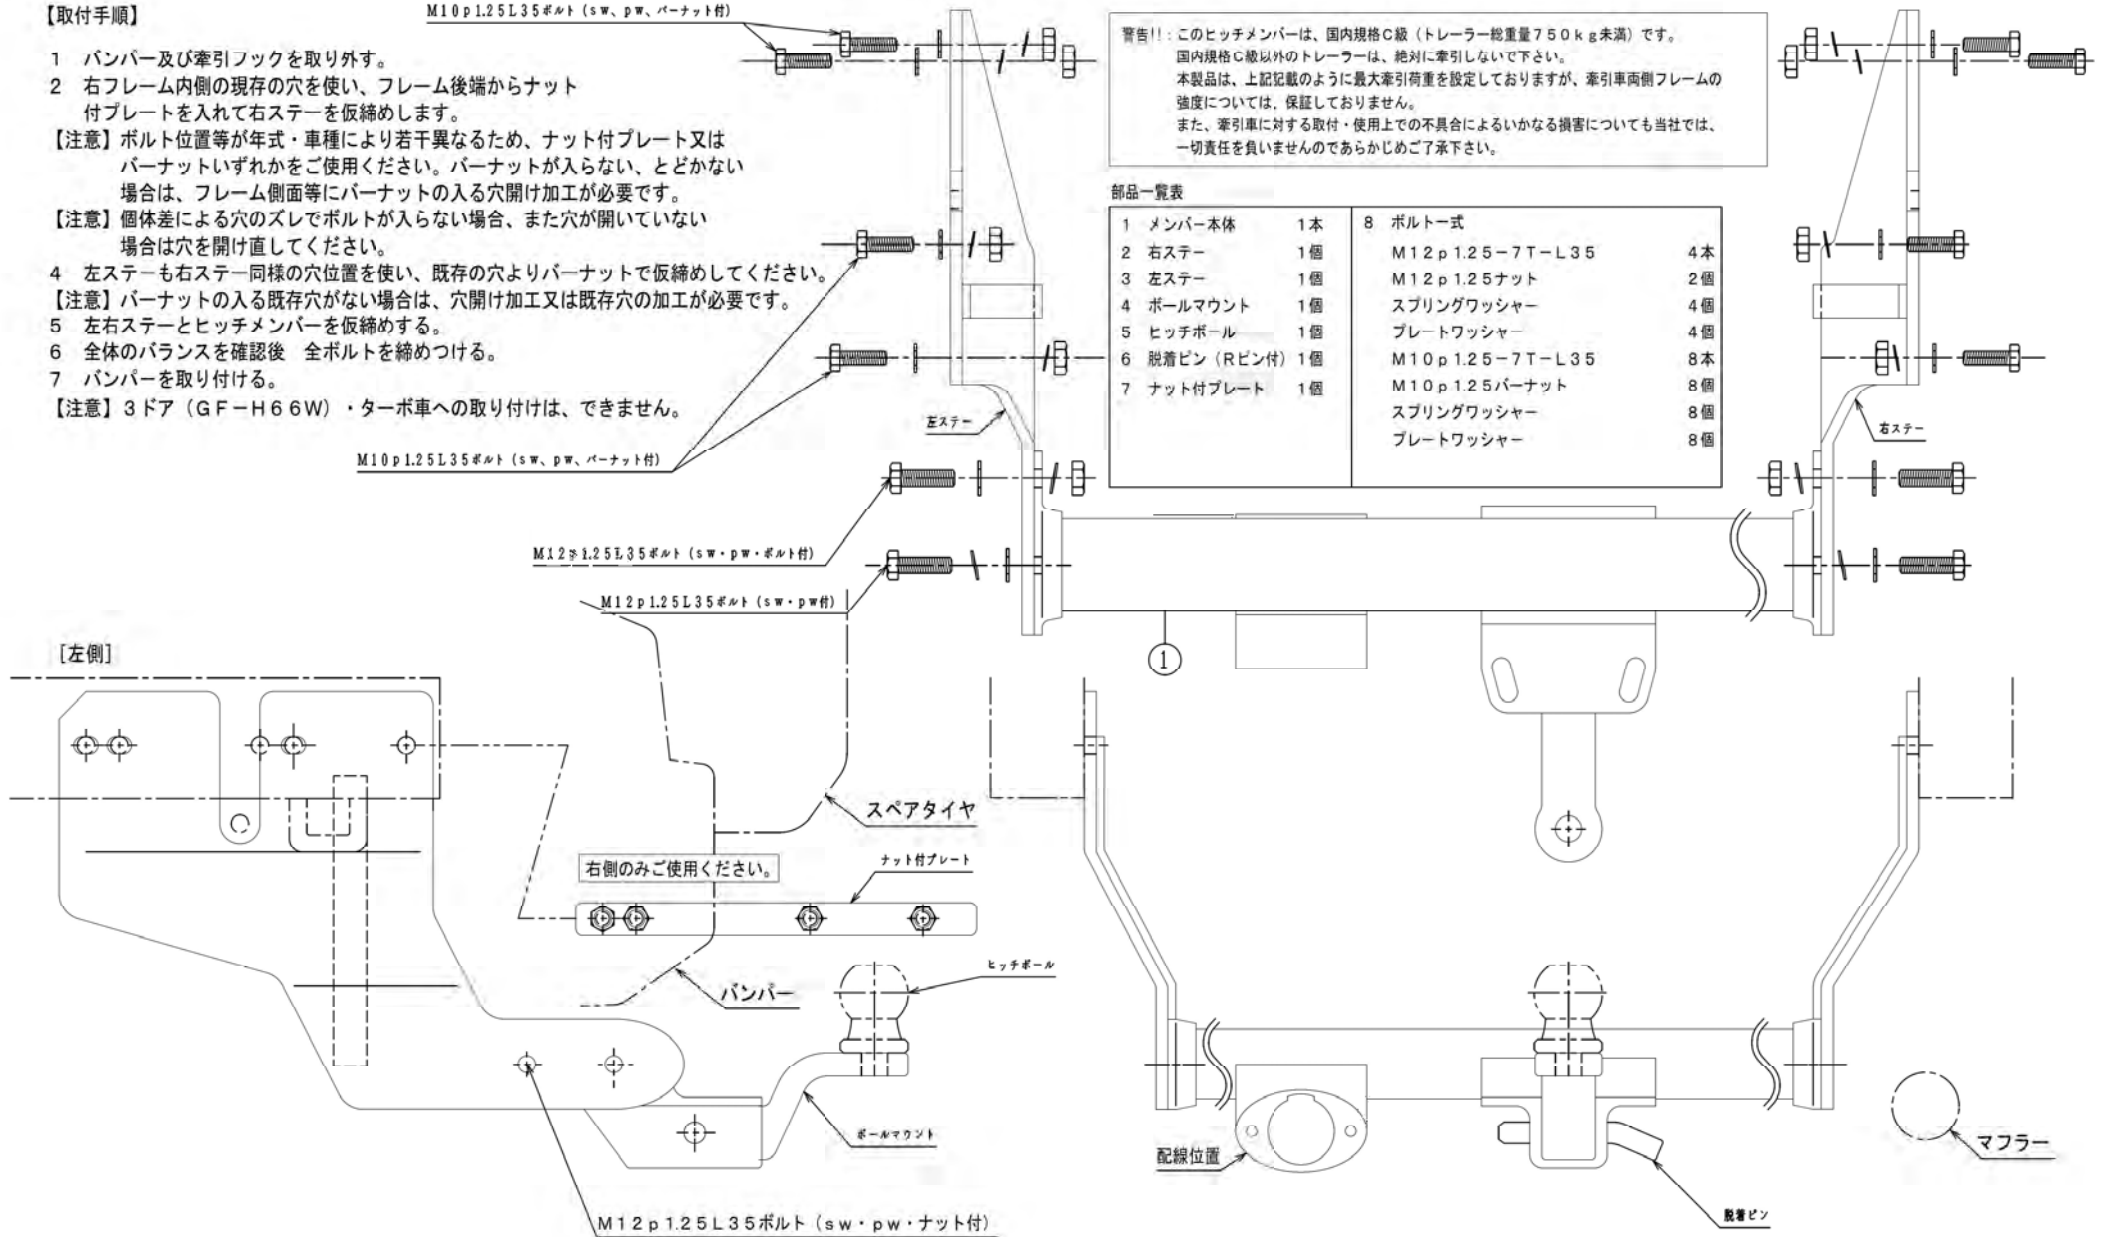 【取付手順】
1 バンパー及び牽引フックを取り外す。
2 右フレーム内側の現存の穴を使い、フレーム後端からナット
付プレートを入れて右ステーを仮締めします。
【注意】ボルト位置等が年式・車種により若干異なるため、ナット付プレート又は
バーナットいずれかをご使用ください。バーナットが入らない、とどかない
場合は、フレーム側面等にバーナットの入る穴開け加工が必要です。
【注意】個体差による穴のズレでボルトが入らない場合、また穴が開いていない
場合は穴を開け直してください。
4 左ステーも右ステー同様の穴位置を使い、既存の穴よりバーナットで仮締めしてください。
【注意】バーナットの入る既存穴がない場合は、穴開け加工又は既存穴の加工が必要です。
5 左右ステーとヒッチメンバーを仮締めする。
6 全体のバランスを確認後 全ボルトを締めつける。
7 バンパーを取り付ける。
【注意】3ドア(GF-H66W)・ターボ車への取り付けは、できません。
M10p1.25L35ボルト(sw、pw、バーナット付)
警告!!:このヒッチメンバーは、国内規格C級(トレーラー総重量750kg未満)です。
国内規格C級以外のトレーラーは、絶対に牽引しないで下さい。
本製品は、上記記載のように最大牽引荷重を設定しておりますが、牽引車両側フレームの
強度については、保証しておりません。
また、牽引車に対する取付・使用上での不具合によるいかなる損害についても当社では、
一切責任を負いませんのであらかじめご了承下さい。
部品一覧表
1 メンバー本体 1本
2 右ステー 1個
3 左ステー 1個
4 ボールマウント 1個
5 ヒッチボール 1個
6 脱着ピン(Rピン付) 1個
7 ナット付プレート 1個
8 ボルト一式
M12p1.25-7T-L35 4本
M12p1.25ナット 2個
スプリングワッシャー 4個
プレートワッシャー 4個
M10p1.25-7T-L35 8本
M10p1.25バーナット 8個
スプリングワッシャー 8個
プレートワッシャー 8個
左ステー
右ステー
M10p1.25L35ボルト(sw、pw、バーナット付)
M12p1.25L35ボルト(sw・pw・ボルト付)
M12p1.25L35ボルト(sw・pw付)
①
[左側]
スペアタイヤ
右側のみご使用ください。
ナット付プレート
バンパー
ヒッチボール
ボールマウント
M12p1.25L35ボルト(sw・pw・ナット付)
配線位置
脱着ピン
マフラー